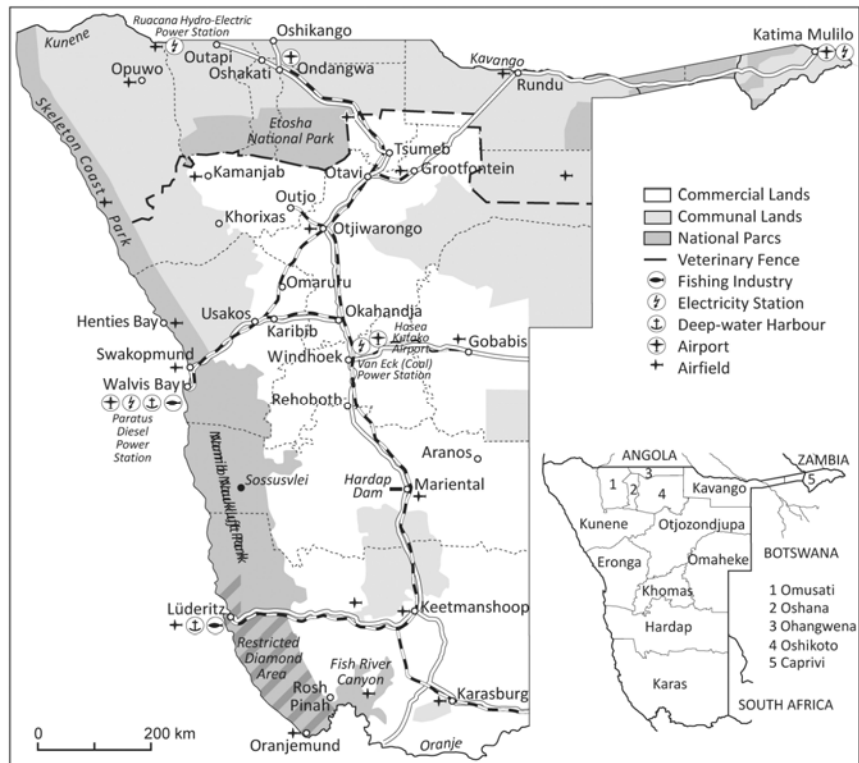 Kunene
Ruacana Hydro-Electric
Power Station
Oshikango
Outapi
Oshakati
Ondangwa
Opuwo
Kavango
Rundu
Katima Mulilo
Skeleton Coast
Park
Etosha
National Park
Tsumeb
Kamanjab
Otavi
Grootfontein
Outjo
Khorixas
Otjiwarongo
Omaruru
Usakos
Okahandja
Henties Bay
Karibib
Hasea
Kutako
Airport
Gobabis
Swakopmund
Windhoek
Van Eck (Coal)
Power Station
Walvis Bay
Paratus
Diesel
Power
Station
Rehoboth
Aranos
Sossusvlei
Hardap
Dam
Mariental
Lüderitz
Keetmanshoop
Restricted
Diamond
Area
Fish River
Canyon
Rosh
Pinah
Karasburg
Oranjemund
Oranje
0
200 km
Commercial Lands
Communal Lands
National Parcs
Veterinary Fence
Fishing Industry
Electricity Station
Deep-water Harbour
Airport
Airfield
ANGOLA
ZAMBIA
1
2
3
4
5
Kavango
Kunene
Otjozondjupa
Eronga
Omaheke
BOTSWANA
Khomas
Hardap
Karas
1 Omusati
2 Oshana
3 Ohangwena
4 Oshikoto
5 Caprivi
SOUTH AFRICA